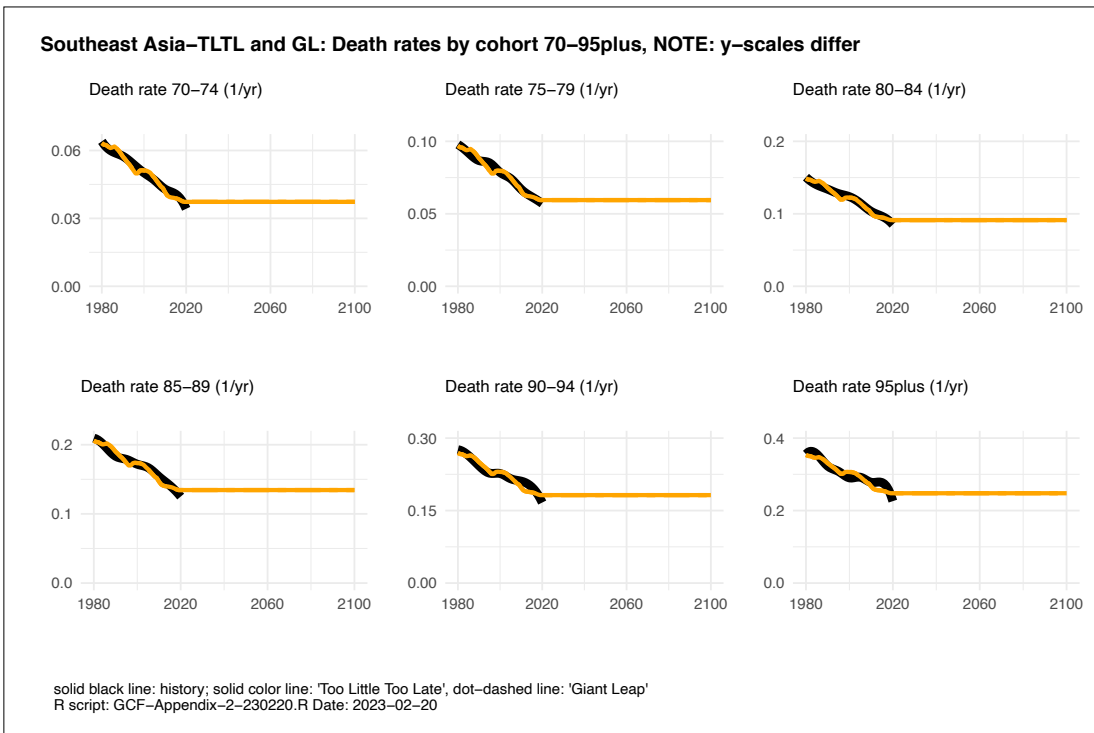 Southeast Asia−TLTL and GL: Death rates by cohort 70−95plus, NOTE: y−scales differ
Death rate 70−74 (1/yr)
0.06
0.03
0.00
1980 2020 2060 2100
Death rate 75−79 (1/yr)
0.10
0.05
0.00
1980 2020 2060 2100
Death rate 80−84 (1/yr)
0.2
0.1
0.0
1980 2020 2060 2100
Death rate 85−89 (1/yr)
0.2
0.1
0.0
1980 2020 2060 2100
Death rate 90−94 (1/yr)
0.30
0.15
0.00
1980 2020 2060 2100
Death rate 95plus (1/yr)
0.4
0.2
0.0
1980 2020 2060 2100
solid black line: history; solid color line: 'Too Little Too Late', dot−dashed line: 'Giant Leap'
R script: GCF−Appendix−2−230220.R Date: 2023−02−20